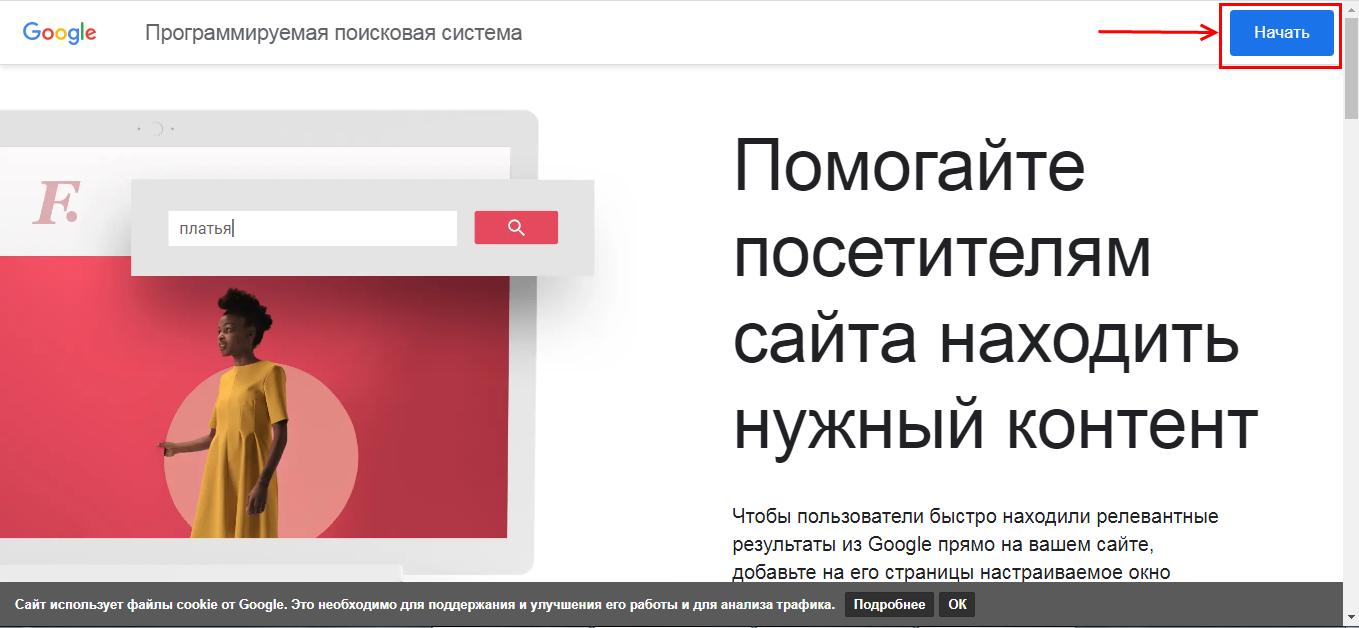 Google
Программируемая поисковая система
Начать
F.
платья
Помогайте
посетителям
сайта находить
нужный контент
Чтобы пользователи быстро находили релевантные
результаты из Google прямо на вашем сайте,
добавьте на его страницы настраиваемое окно
Сайт использует файлы cookie от Google. Это необходимо для поддержания и улучшения его работы и для анализа трафика.
Подробнее
ОК